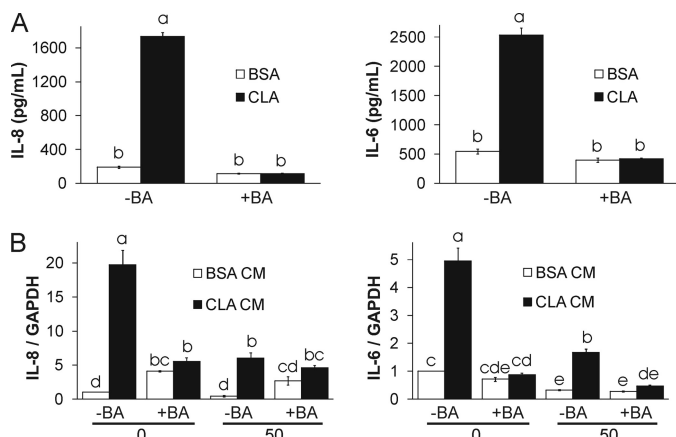 A
IL-8 (pg/mL)
1600
1200
800
400
0
a
b
b
b
BSA
CLA
-BA
+BA
IL-6 (pg/mL)
2500
2000
1500
1000
500
0
a
b
b
b
BSA
CLA
-BA
+BA
B
IL-8 / GAPDH
20
15
10
5
0
a
d
bc
b
d
b
cd
bc
BSA CM
CLA CM
-BA +BA -BA +BA
0 50
IL-6 / GAPDH
5
4
3
2
1
0
a
c
cde
cd
e
b
e
de
BSA CM
CLA CM
-BA +BA -BA +BA
0 50